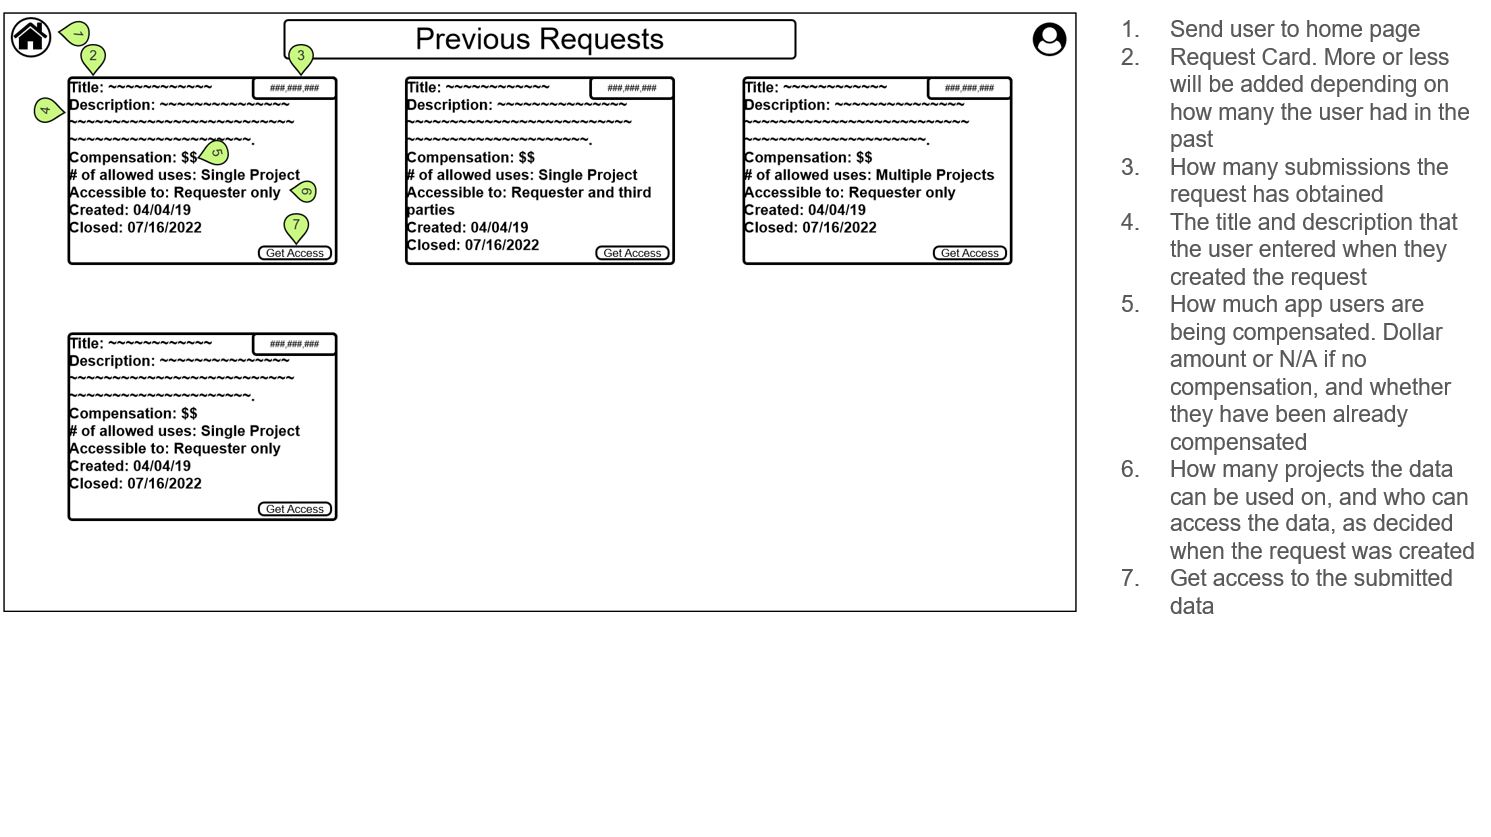 Previous Requests
1
2
3
Title: ~~~~~~~~~~~~
###,###,###
4
Description: ~~~~~~~~~~~~~~~
~~~~~~~~~~~~~~~~~~~~~~~~~~
~~~~~~~~~~~~~~~~~~~~~.
Compensation: $$
5
# of allowed uses: Single Project
Accessible to: Requester only
6
Created: 04/04/19
Closed: 07/16/2022
7
Get Access
Title: ~~~~~~~~~~~~
###,###,###
Description: ~~~~~~~~~~~~~~~
~~~~~~~~~~~~~~~~~~~~~~~~~~
~~~~~~~~~~~~~~~~~~~~~.
Compensation: $$
# of allowed uses: Single Project
Accessible to: Requester and third
parties
Created: 04/04/19
Closed: 07/16/2022
Get Access
Title: ~~~~~~~~~~~~
###,###,###
Description: ~~~~~~~~~~~~~~~
~~~~~~~~~~~~~~~~~~~~~~~~~~
~~~~~~~~~~~~~~~~~~~~~.
Compensation: $$
# of allowed uses: Multiple Projects
Accessible to: Requester only
Created: 04/04/19
Closed: 07/16/2022
Get Access
Title: ~~~~~~~~~~~~
###,###,###
Description: ~~~~~~~~~~~~~~~
~~~~~~~~~~~~~~~~~~~~~~~~~~
~~~~~~~~~~~~~~~~~~~~~.
Compensation: $$
# of allowed uses: Single Project
Accessible to: Requester only
Created: 04/04/19
Closed: 07/16/2022
Get Access
1. Send user to home page
2. Request Card. More or less
will be added depending on
how many the user had in the
past
3. How many submissions the
request has obtained
4. The title and description that
the user entered when they
created the request
5. How much app users are
being compensated. Dollar
amount or N/A if no
compensation, and whether
they have been already
compensated
6. How many projects the data
can be used on, and who can
access the data, as decided
when the request was created
7. Get access to the submitted
data